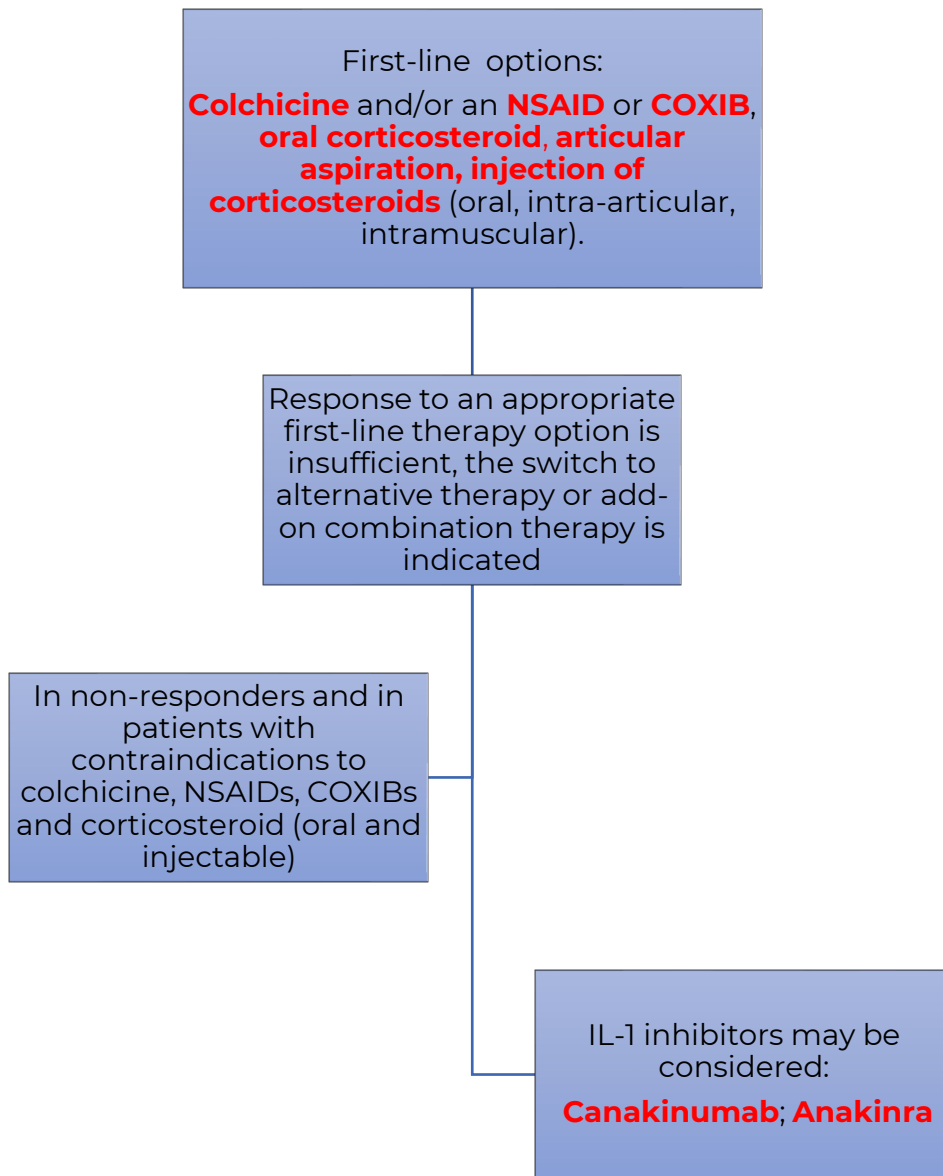 First-line options:
Colchicine and/or an NSAID or COXIB,
oral corticosteroid, articular
aspiration, injection of
corticosteroids (oral, intra-articular,
intramuscular).
Response to an appropriate
first-line therapy option is
insufficient, the switch to
alternative therapy or add-
on combination therapy is
indicated
In non-responders and in
patients with
contraindications to
colchicine, NSAIDs, COXIBs
and corticosteroid (oral and
injectable)
IL-1 inhibitors may be
considered:
Canakinumab; Anakinra